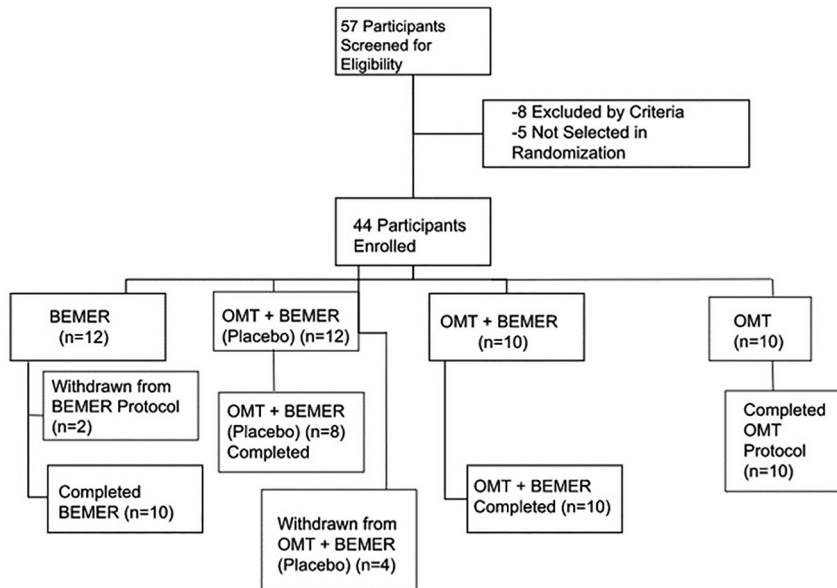 57 Participants
Screened for
Eligibility
-8 Excluded by Criteria
-5 Not Selected in
Randomization
44 Participants
Enrolled
BEMER
(n=12)
OMT + BEMER
(Placebo) (n=12)
OMT + BEMER
(n=10)
OMT
(n=10)
Withdrawn from
BEMER Protocol
(n=2)
OMT + BEMER
(Placebo) (n=8)
Completed
Completed
OMT
Protocol
(n=10)
Completed
BEMER (n=10)
OMT + BEMER
Completed (n=10)
Withdrawn from
OMT + BEMER
(Placebo) (n=4)